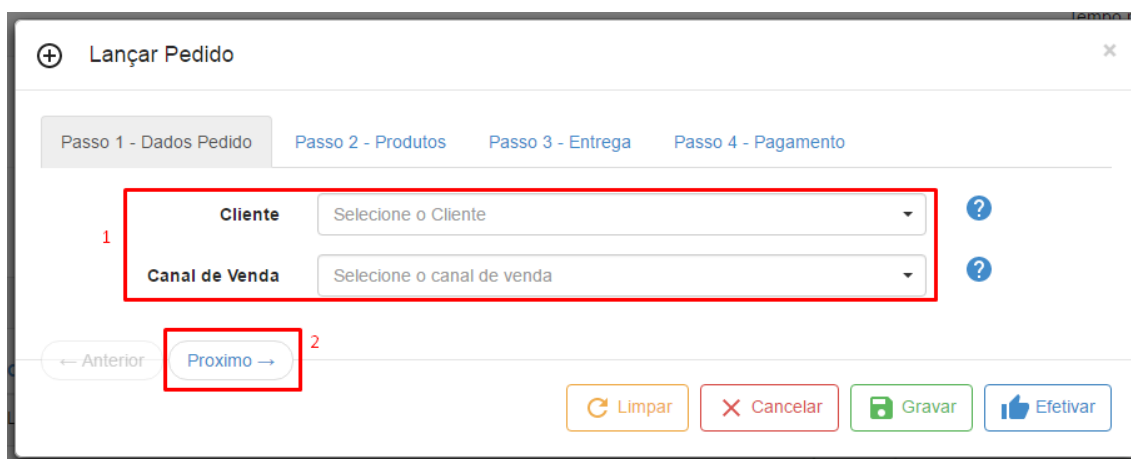 Tempo
Lançar Pedido ×
Passo 1 - Dados Pedido Passo 2 - Produtos Passo 3 - Entrega Passo 4 - Pagamento
Cliente Selecione o Cliente ?
1
Canal de Venda Selecione o canal de venda ?
2
← Anterior Proximo →
Limpar Cancelar Gravar Efetivar